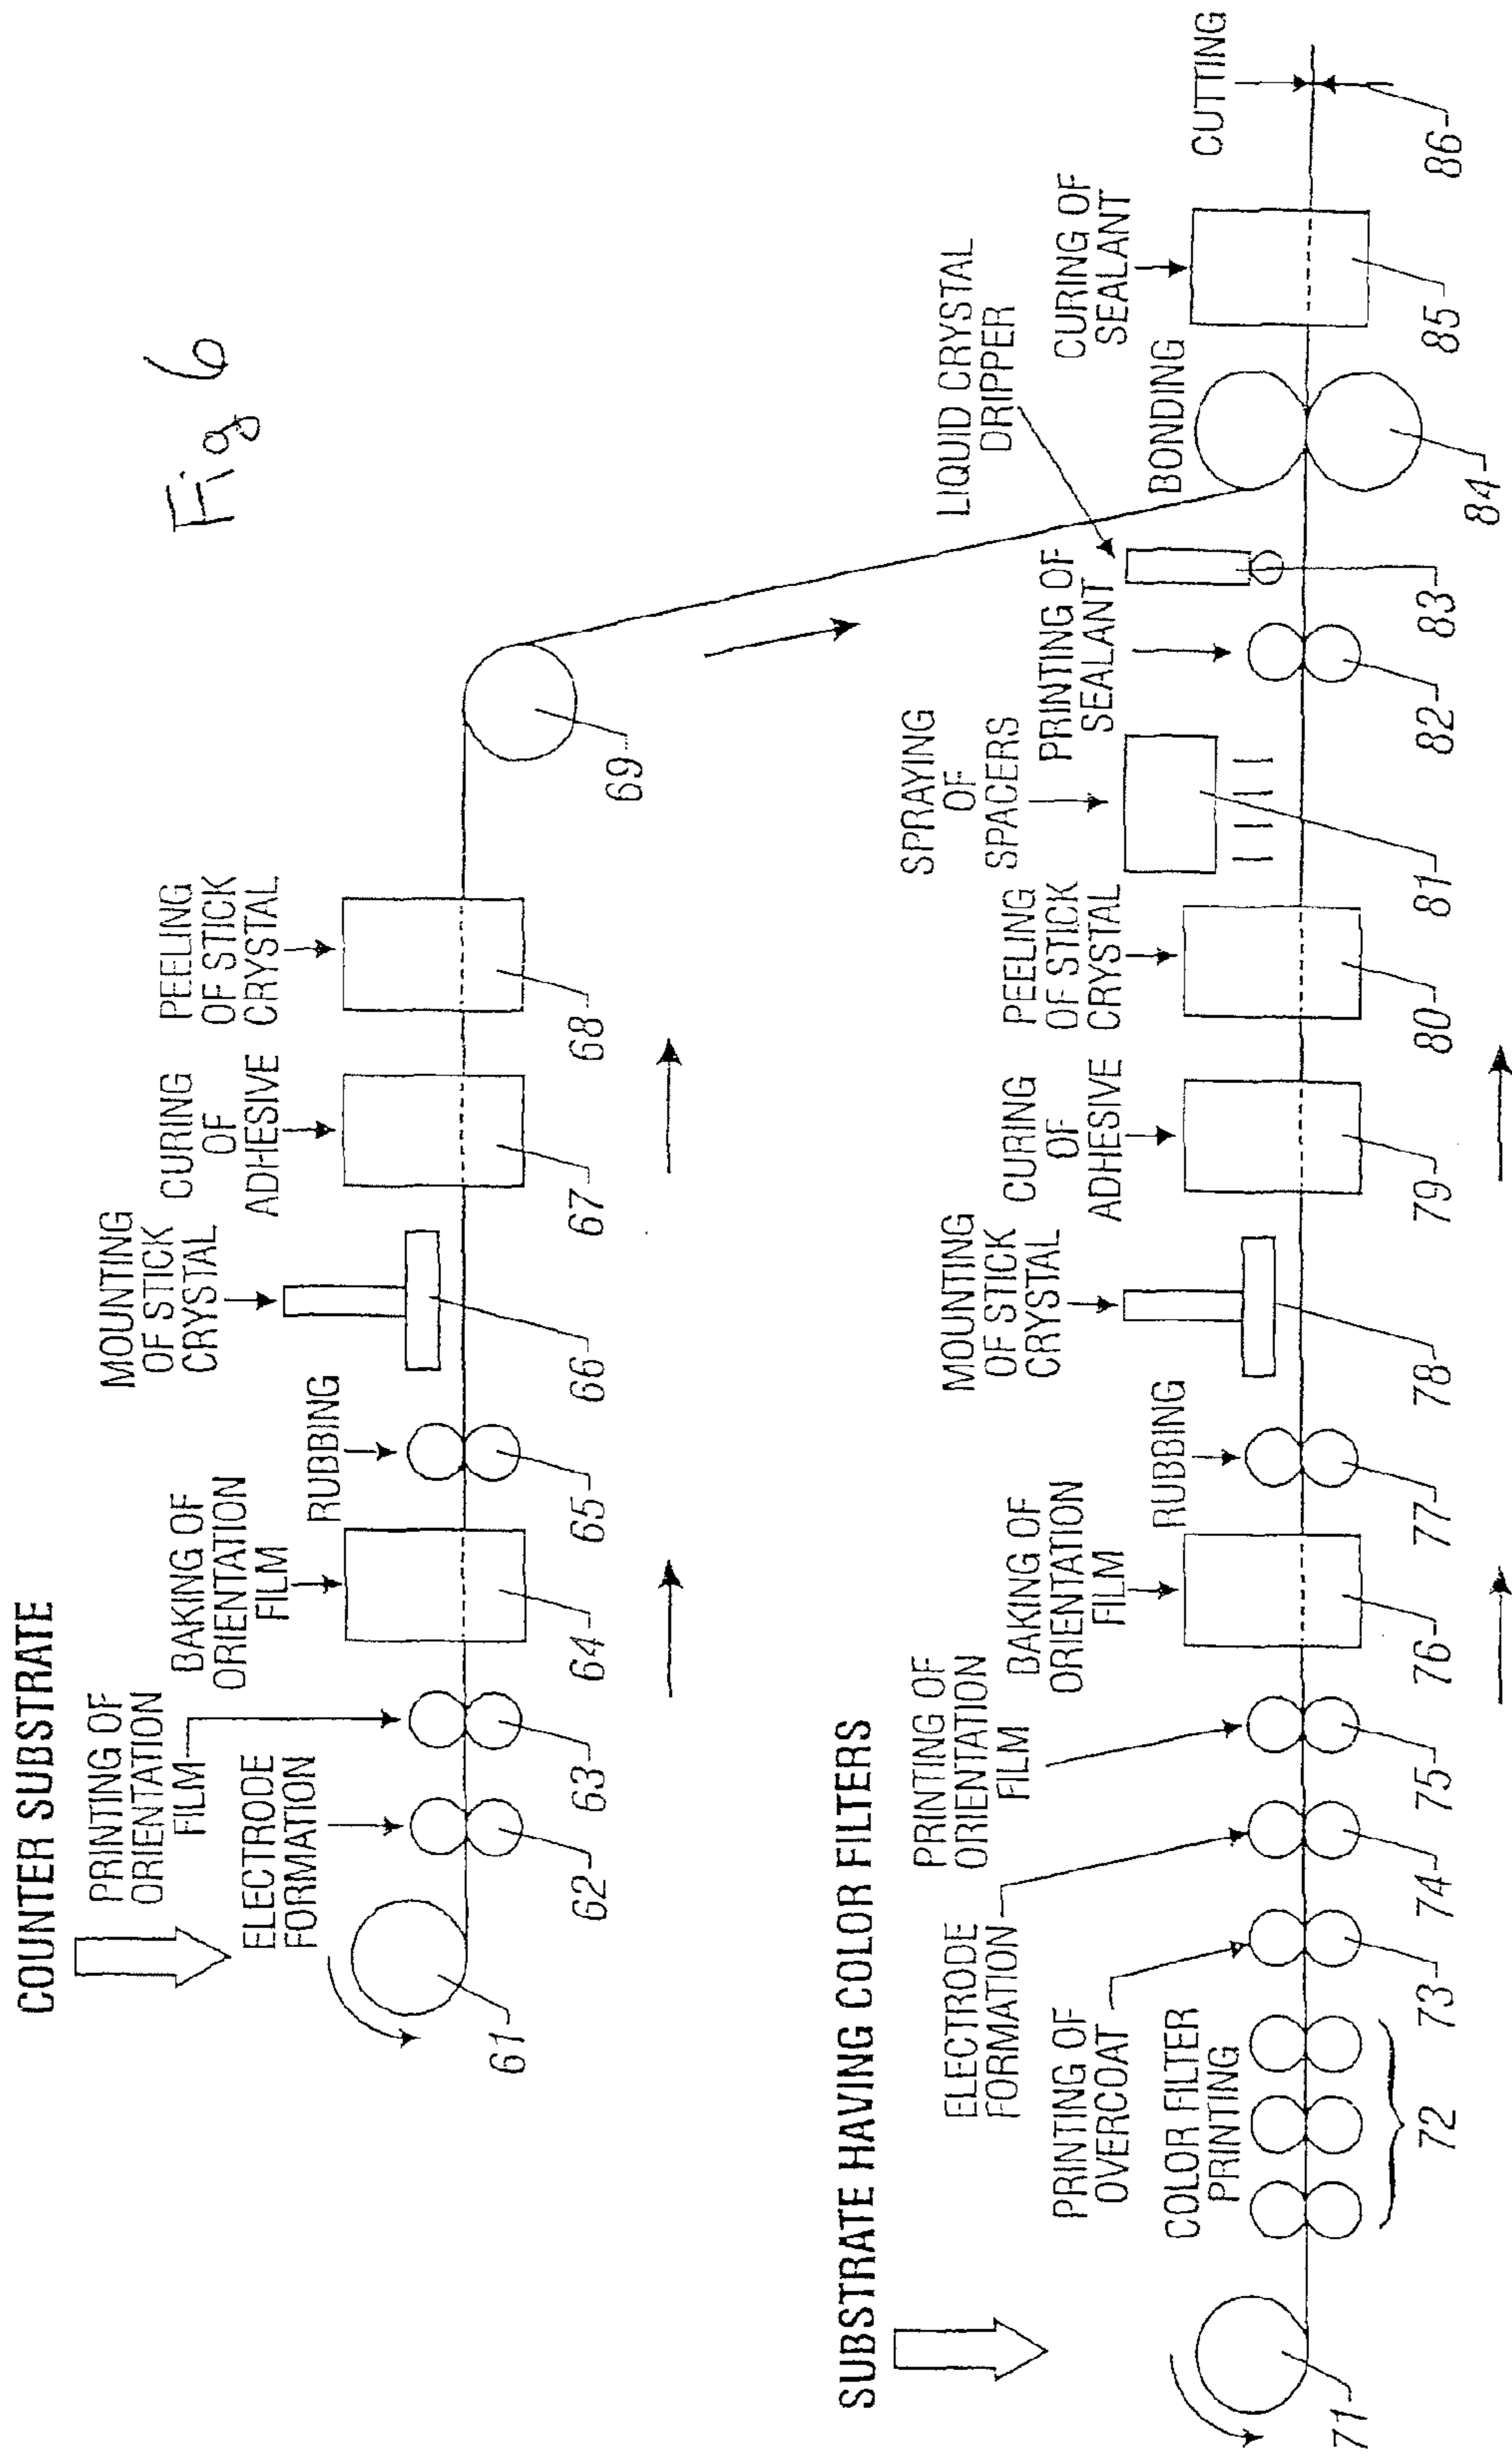 Fig 6
COUNTER SUBSTRATE
PRINTING OF
ORIENTATION
FILM
ELECTRODE
FORMATION
BAKING OF
ORIENTATION
FILM
RUBBING
MOUNTING
OF STICK
CRYSTAL
CURING
OF
ADHESIVE
PEELING
OF STICK
CRYSTAL
61
62
63
64
65
66
67
68
69
SUBSTRATE HAVING COLOR FILTERS
COLOR FILTER
PRINTING
PRINTING OF
OVERCOAT
ELECTRODE
FORMATION
PRINTING OF
ORIENTATION
FILM
BAKING OF
ORIENTATION
FILM
RUBBING
MOUNTING
OF STICK
CRYSTAL
CURING
OF
ADHESIVE
PEELING
OF STICK
CRYSTAL
SPRAYING
OF
SPACERS
PRINTING OF
SEALANT
LIQUID CRYSTAL
DRIPPER
BONDING
CURING OF
SEALANT
CUTTING
71
72
73
74
75
76
77
78
79
80
81
82
83
84
85
86